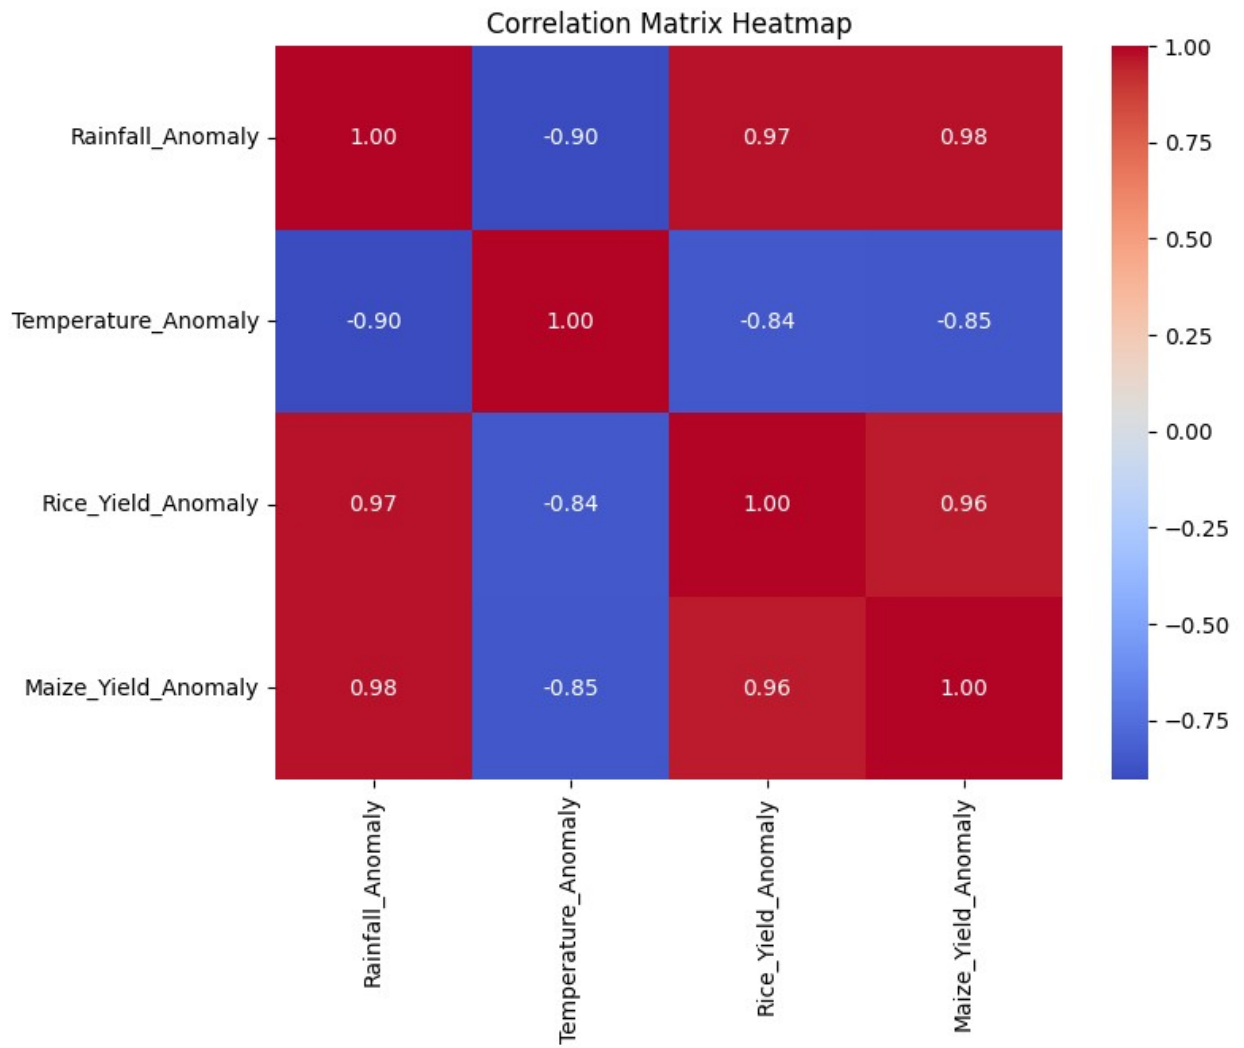 Correlation Matrix Heatmap
Rainfall_Anomaly 1.00 -0.90 0.97 0.98
Temperature_Anomaly -0.90 1.00 -0.84 -0.85
Rice_Yield_Anomaly 0.97 -0.84 1.00 0.96
Maize_Yield_Anomaly 0.98 -0.85 0.96 1.00
Rainfall_Anomaly
Temperature_Anomaly
Rice_Yield_Anomaly
Maize_Yield_Anomaly
1.00
0.75
0.50
0.25
0.00
−0.25
−0.50
−0.75